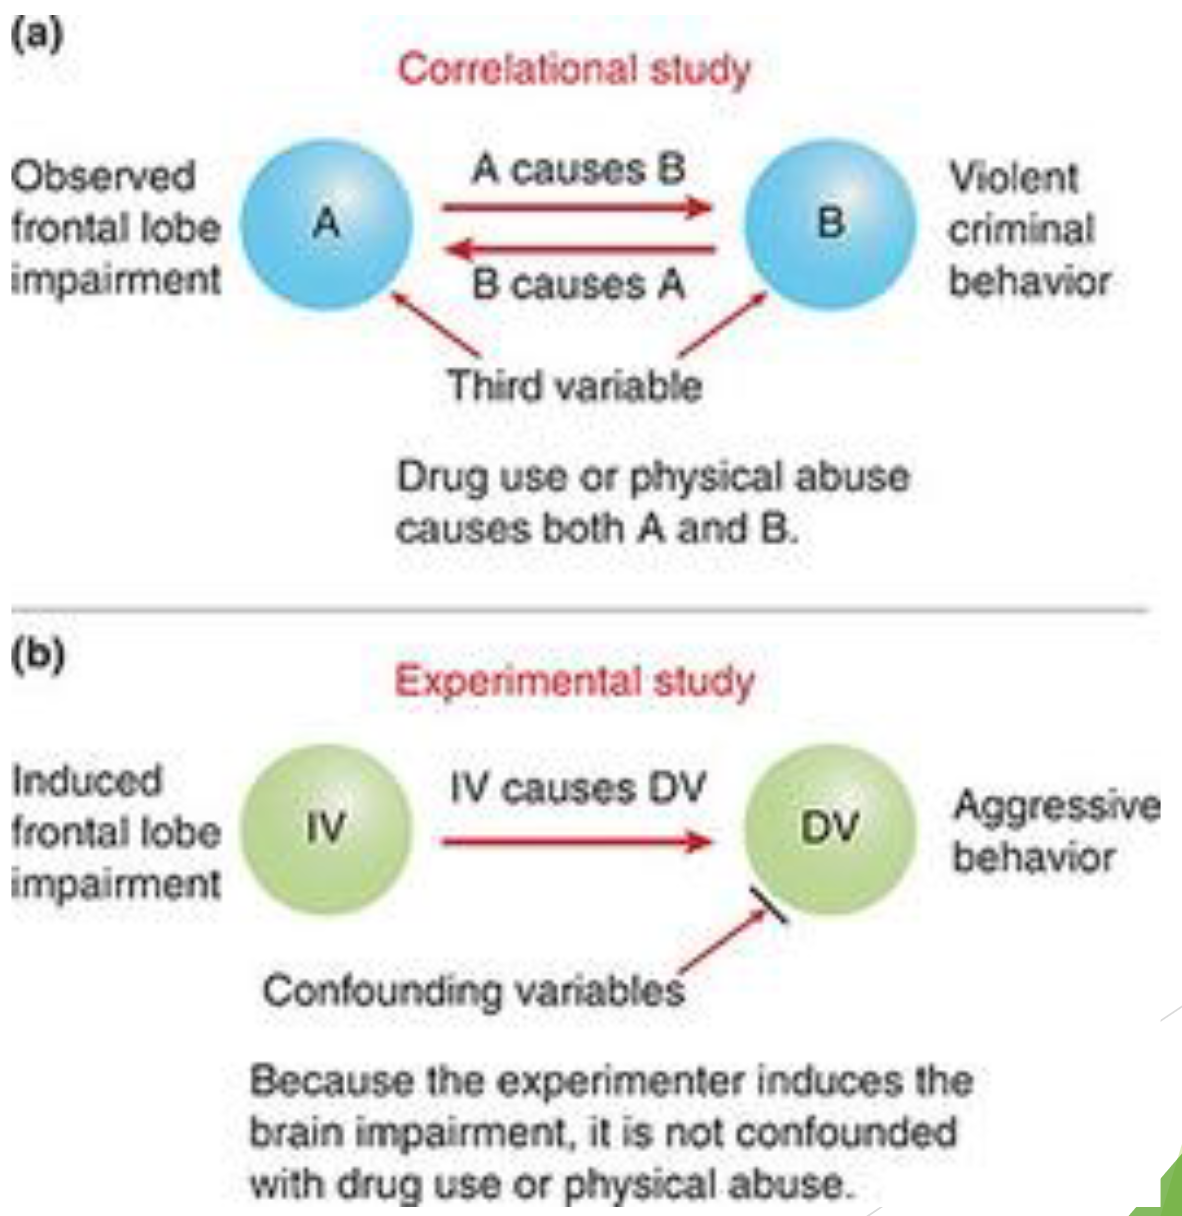 (a)
Correlational study
Observed
frontal lobe
impairment
A
A causes B
B causes A
B
Violent
criminal
behavior
Third variable
Drug use or physical abuse
causes both A and B.
(b)
Experimental study
Induced
frontal lobe
impairment
IV
IV causes DV
DV
Aggressive
behavior
Confounding variables
Because the experimenter induces the
brain impairment, it is not confounded
with drug use or physical abuse.